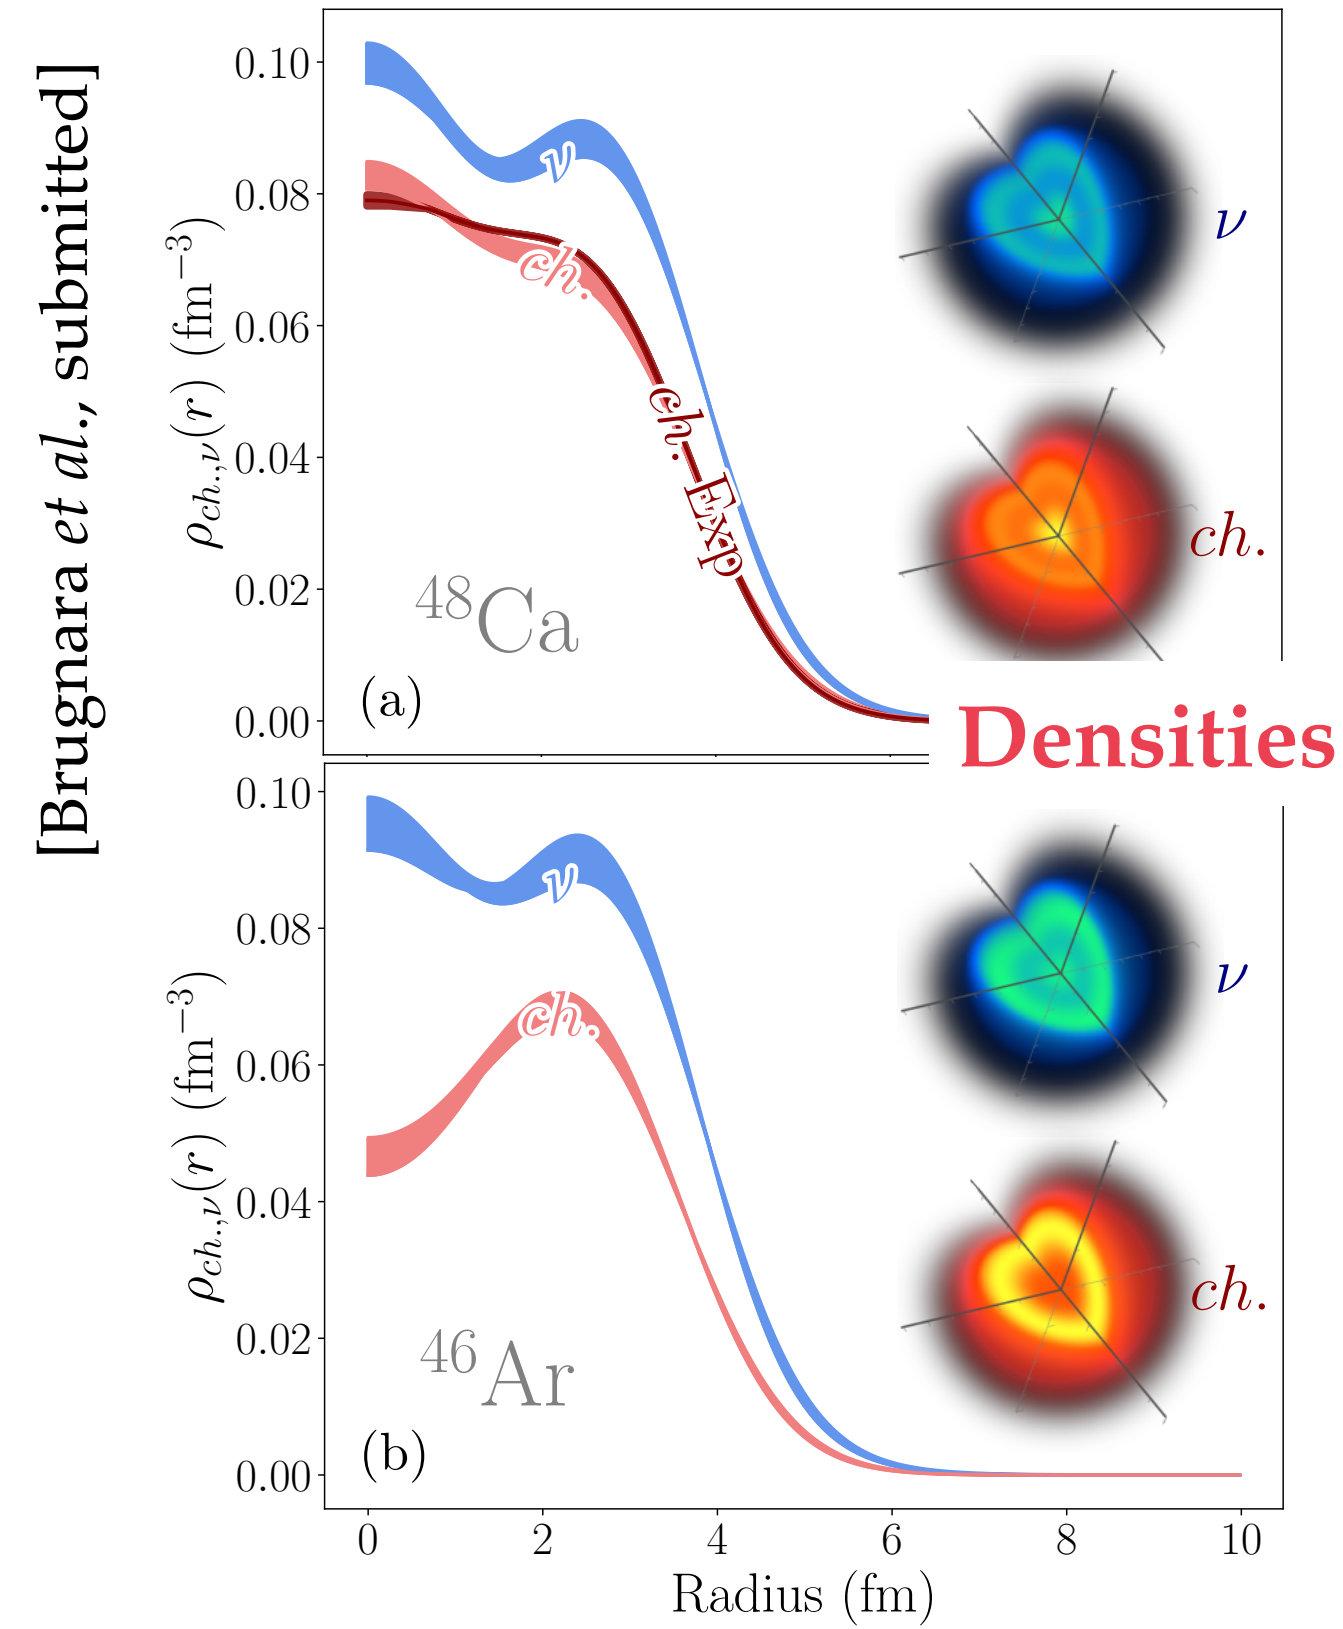 [Brugnara et al., submitted]
0.10
0.08
0.06
0.04
0.02
0.00
ρch.,ν(r) (fm−3)
ν
ch.
ch. Exp
48Ca
(a)
ν
ch.
Densities
0.10
0.08
0.06
0.04
0.02
0.00
ρch.,ν(r) (fm−3)
ν
ch.
46Ar
(b)
ν
ch.
0 2 4 6 8 10
Radius (fm)